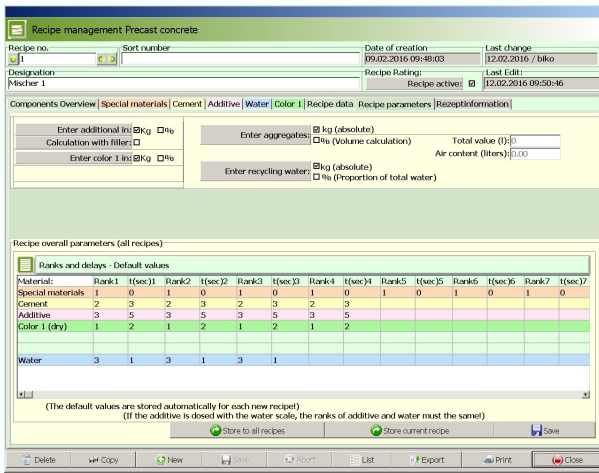 Recipe management Precast concrete
Recipe no. Sort number Date of creation Last change
1 09.02.2016 09:48:03 12.02.2016 / biko
Designation Recipe Rating: Last Edit:
Mischer 1 Recipe active: 12.02.2016 09:50:46
Components Overview Special materials Cement Additive Water Color 1 Recipe data Recipe parameters Rezeptinformation
Enter additional in: Kg %
Calculation with filler:
Enter color 1 in: Kg %
Enter aggregates: kg (absolute)
% (Volume calculation) Total value (l): 0
Air content (liters): 0.00
Enter recycling water: kg (absolute)
% (Proportion of total water)
Recipe overall parameters (all recipes)
Ranks and delays - Default values
Material: Rank1 t(sec)1 Rank2 t(sec)2 Rank3 t(sec)3 Rank4 t(sec)4 Rank5 t(sec)5 Rank6 t(sec)6 Rank7 t(sec)7
Special materials 1 0 1 0 1 0 1 0 1 0 1 0 1 0
Cement 2 3 2 3 2 3 2 3
Additive 3 5 3 5 3 5 3 5
Color 1 (dry) 1 2 1 2 1 2 1 2
Water 3 1 3 1 3 1
(The default values are stored automatically for each new recipe!)
(If the additive is dosed with the water scale, the ranks of additive and water must the same!)
Store to all recipes Store current recipe Save
Delete Copy New Save Abort List Export Print Close